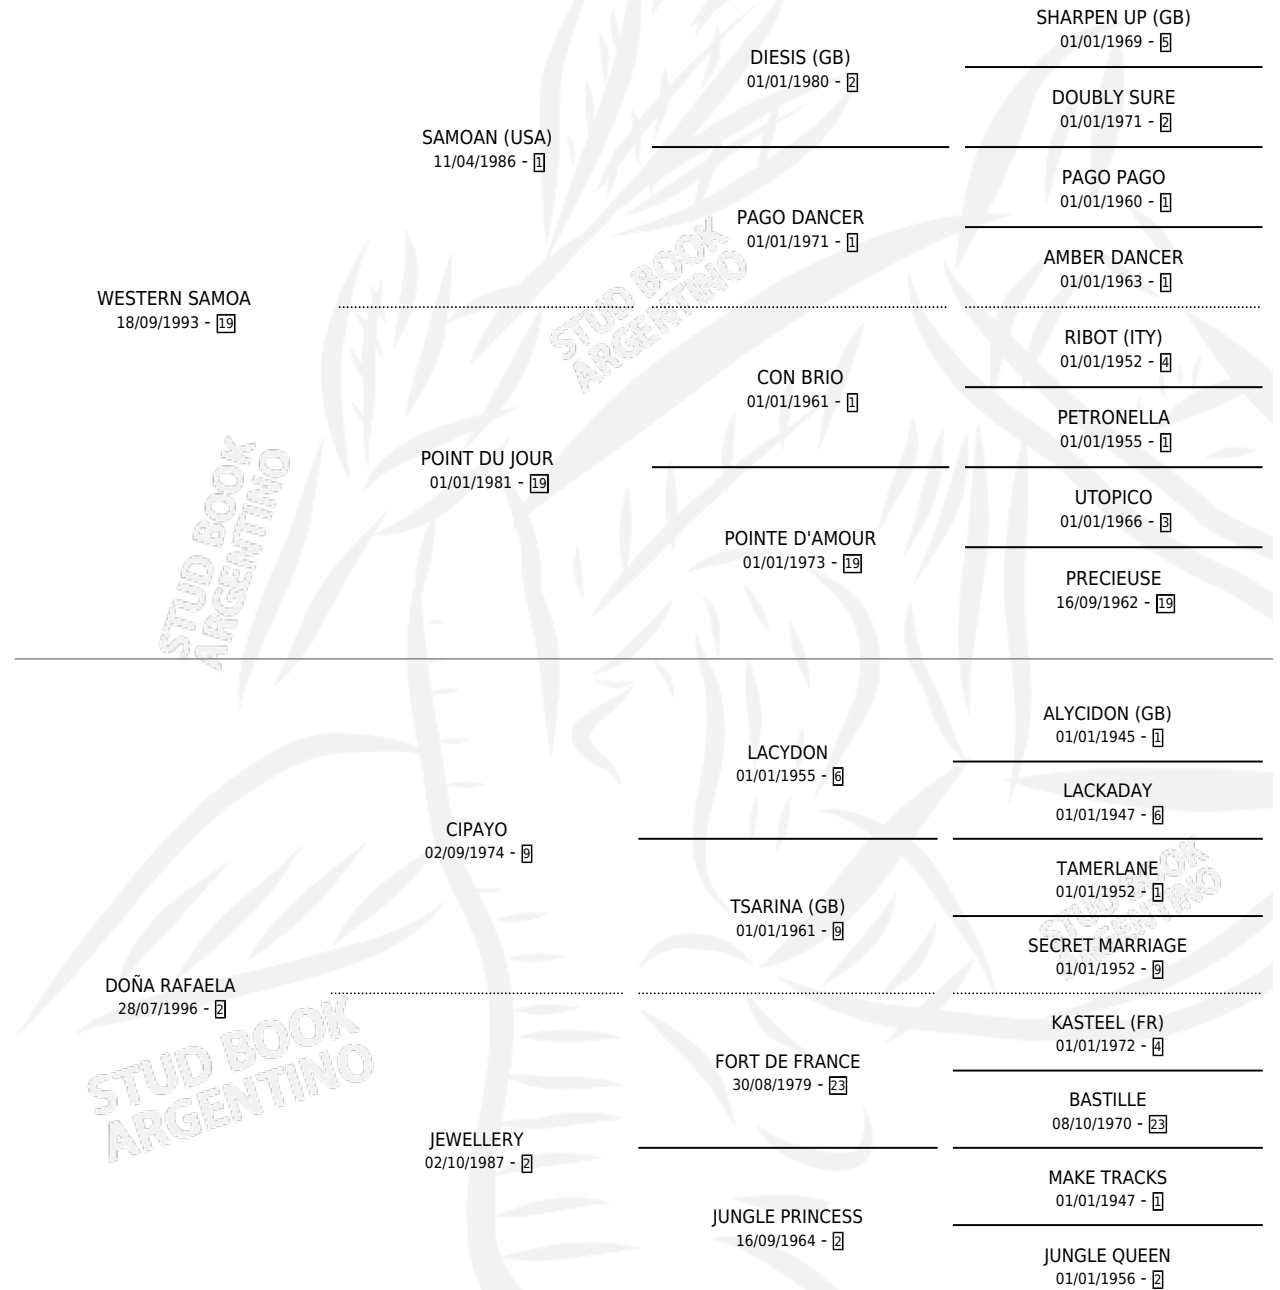 SHARPEN UP (GB)
01/01/1969 - 5
DIESIS (GB)
01/01/1980 - 2
DOUBLY SURE
01/01/1971 - 2
SAMOAN (USA)
11/04/1986 - 1
PAGO PAGO
01/01/1960 - 1
PAGO DANCER
01/01/1971 - 1
AMBER DANCER
01/01/1963 - 1
WESTERN SAMOA
18/09/1993 - 19
RIBOT (ITY)
01/01/1952 - 4
CON BRIO
01/01/1961 - 1
PETRONELLA
01/01/1955 - 1
POINT DU JOUR
01/01/1981 - 19
UTOPICO
01/01/1966 - 3
POINTE D'AMOUR
01/01/1973 - 19
PRECIEUSE
16/09/1962 - 19
STUD BOOK
ARGENTINO
STUD BOOK
ARGENTINO
ALYCIDON (GB)
01/01/1945 - 1
LACYDON
01/01/1955 - 6
LACKADAY
01/01/1947 - 6
CIPAYO
02/09/1974 - 9
TAMERLANE
01/01/1952 - 1
TSARINA (GB)
01/01/1961 - 9
SECRET MARRIAGE
01/01/1952 - 9
DOÑA RAFAELA
28/07/1996 - 2
KASTEEL (FR)
01/01/1972 - 4
FORT DE FRANCE
30/08/1979 - 23
BASTILLE
08/10/1970 - 23
JEWELLERY
02/10/1987 - 2
MAKE TRACKS
01/01/1947 - 1
JUNGLE PRINCESS
16/09/1964 - 2
JUNGLE QUEEN
01/01/1956 - 2
STUD BOOK
ARGENTINO
STUD BOOK
ARGENTINO